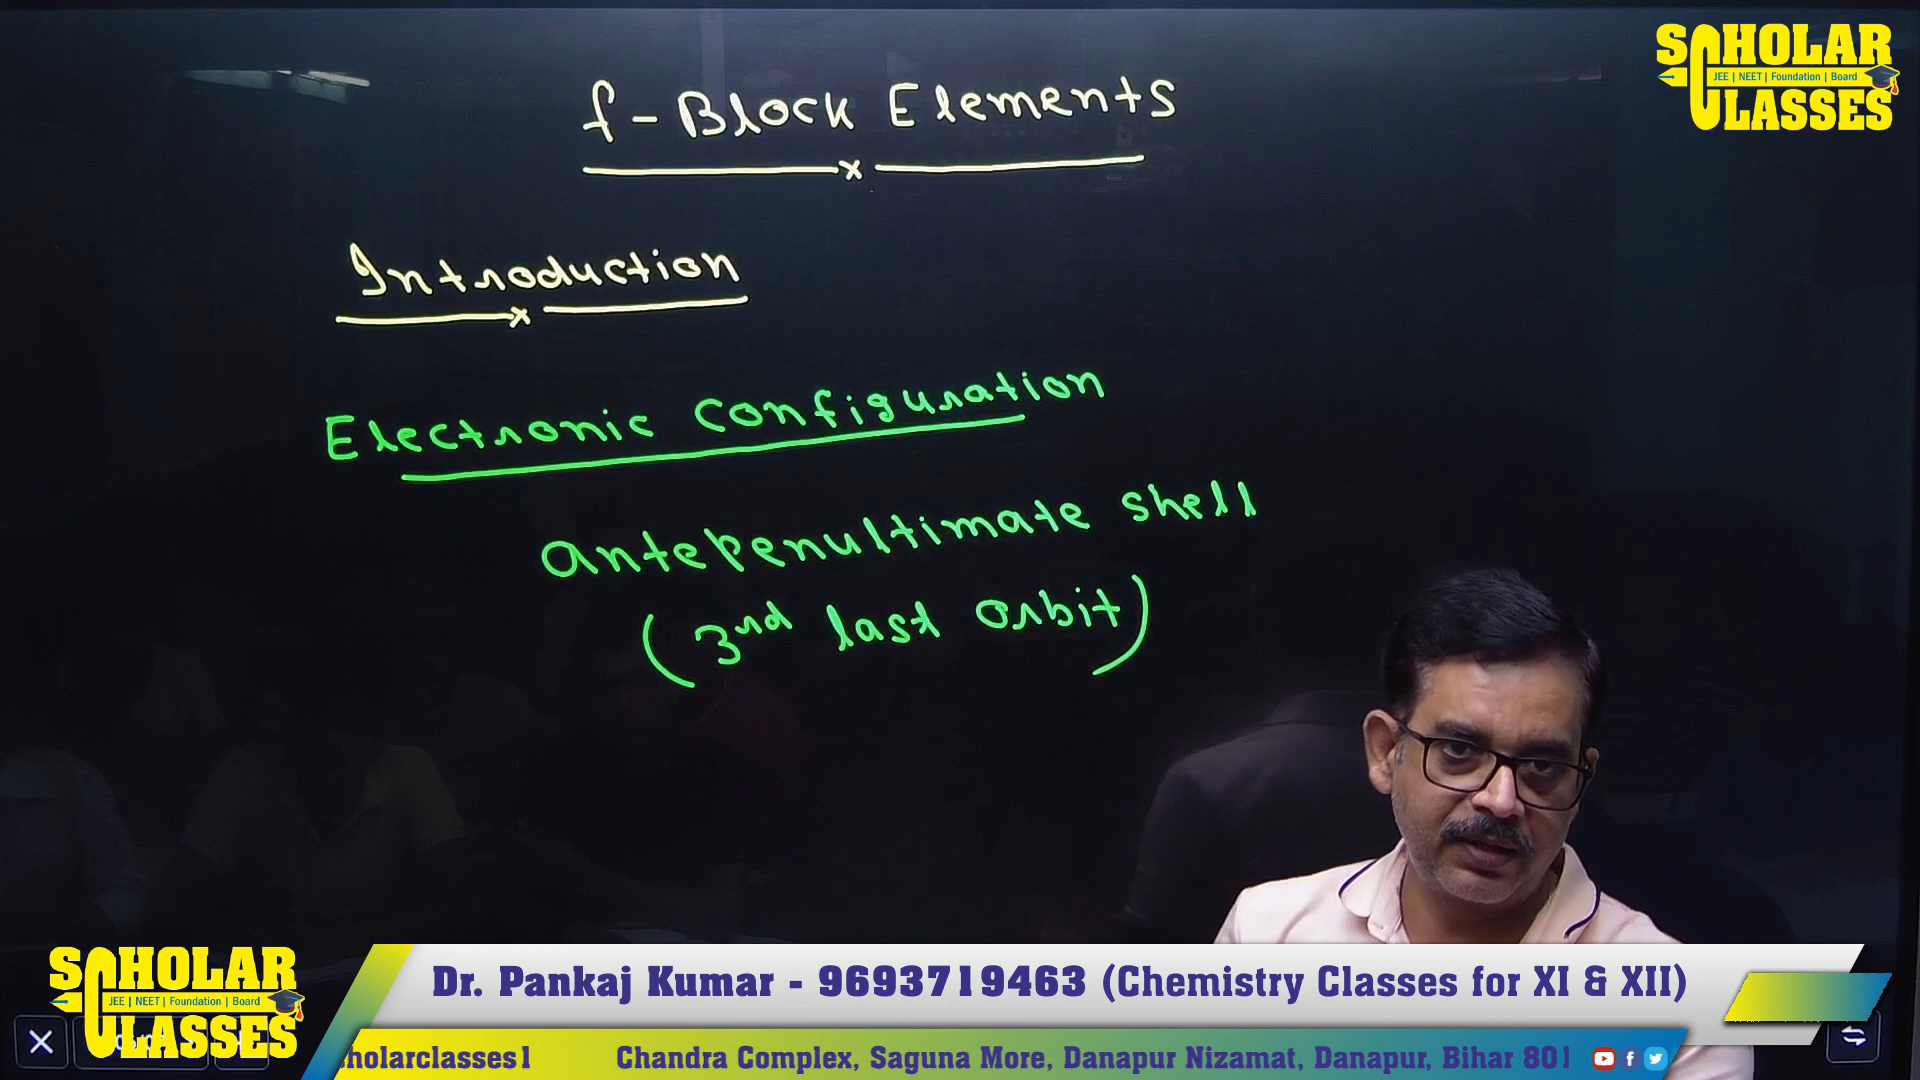 SCHOLAR
JEE | NEET | Foundation | Board
CLASSES
f-Block Elements
Introduction
Electronic Configuration
antepenultimate shell
(3rd last orbit)
SCHOLAR
JEE | NEET | Foundation | Board
CLASSES
Dr. Pankaj Kumar - 9693719463 (Chemistry Classes for XI & XII)
holarclasses1 Chandra Complex, Saguna More, Danapur Nizamat, Danapur, Bihar 801